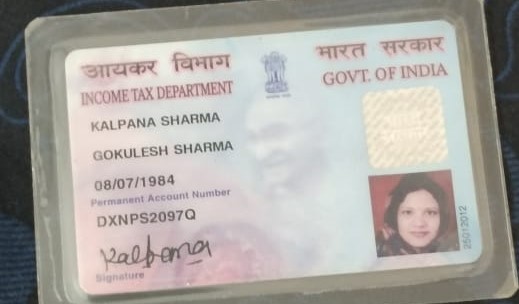 आयकर विभाग
INCOME TAX DEPARTMENT
भारत सरकार
GOVT. OF INDIA
KALPANA SHARMA
GOKULESH SHARMA
08/07/1984
Permanent Account Number
DXNPS2097Q
Kalpana
Signature
25012012